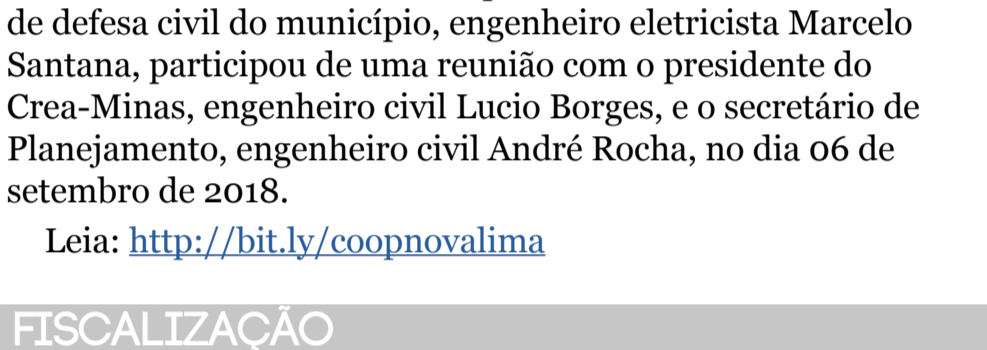 de defesa civil do município, engenheiro eletricista Marcelo
Santana, participou de uma reunião com o presidente do
Crea-Minas, engenheiro civil Lucio Borges, e o secretário de
Planejamento, engenheiro civil André Rocha, no dia 06 de
setembro de 2018.
Leia: http://bit.ly/coopnovalima
FISCALIZAÇÃO